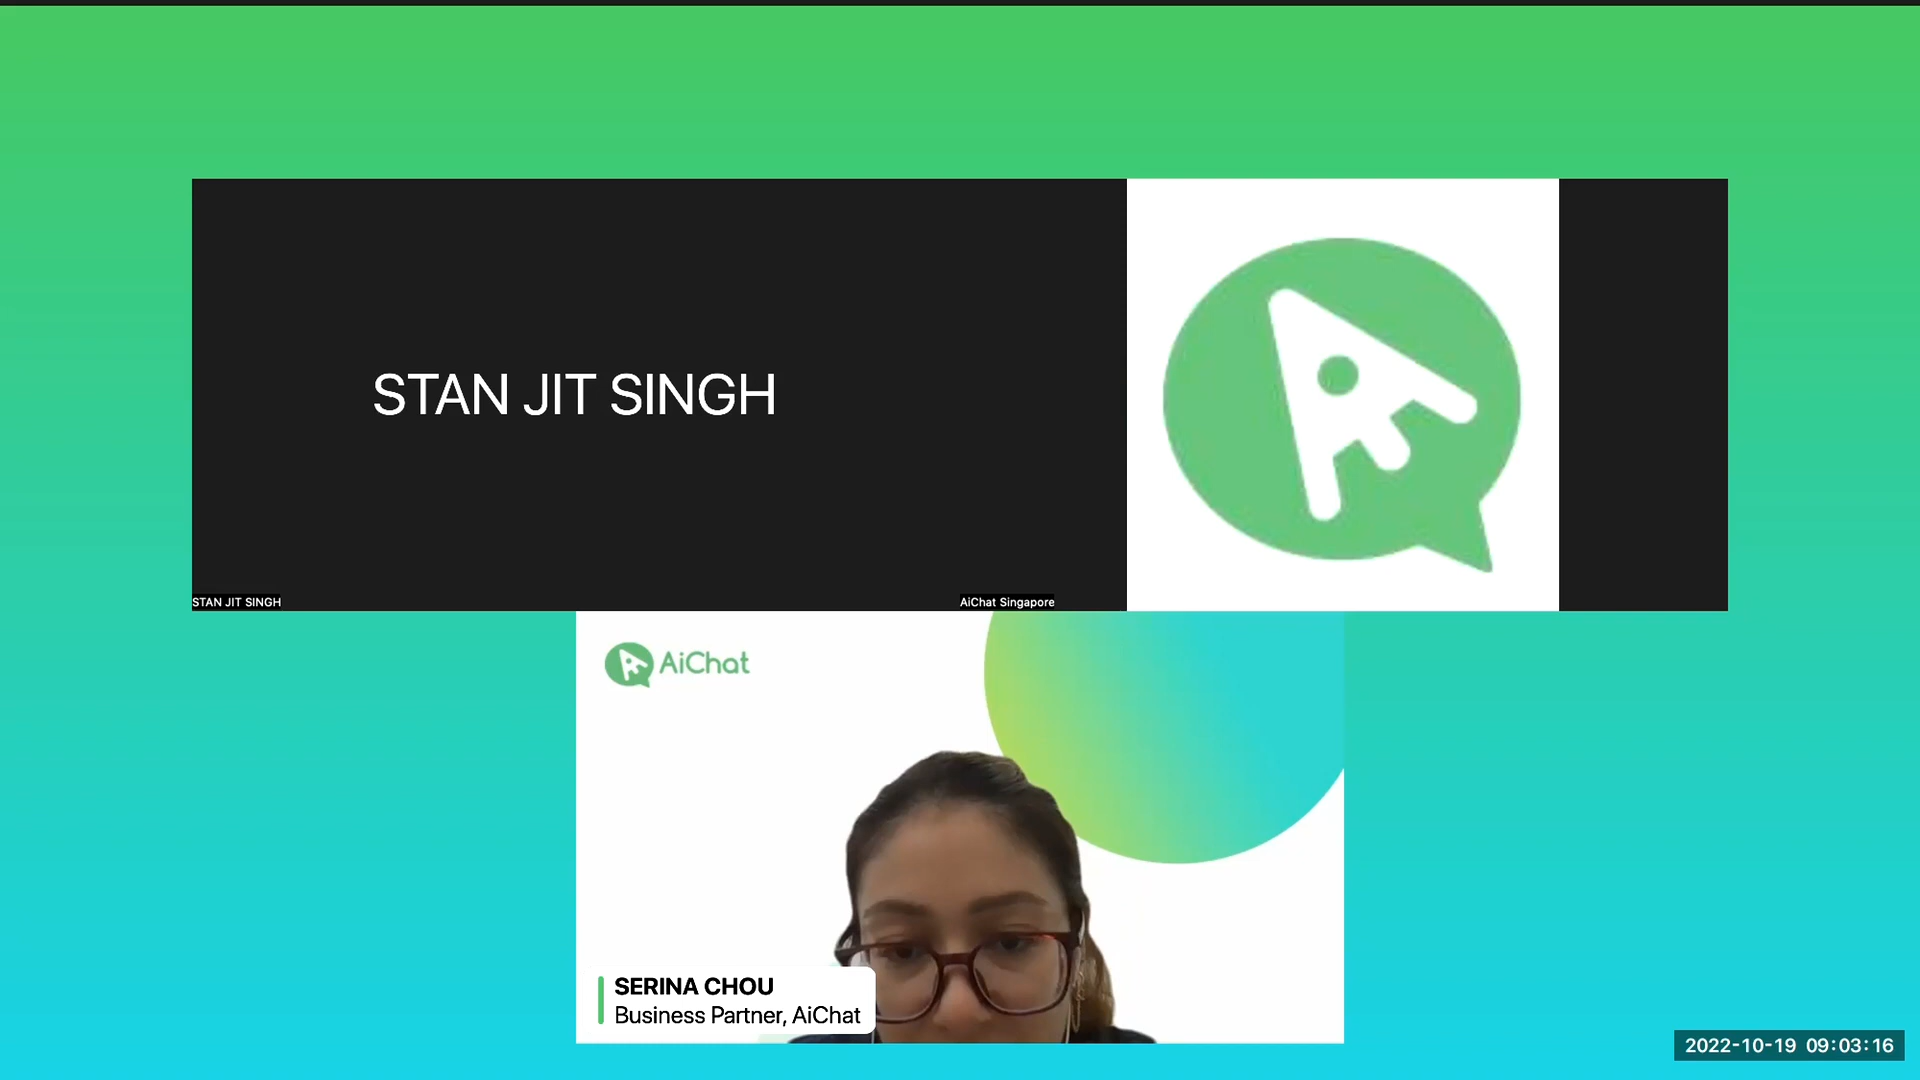 STAN JIT SINGH
STAN JIT SINGH
AiChat Singapore
AiChat
SERINA CHOU
Business Partner, AiChat
2022-10-19 09:03:16